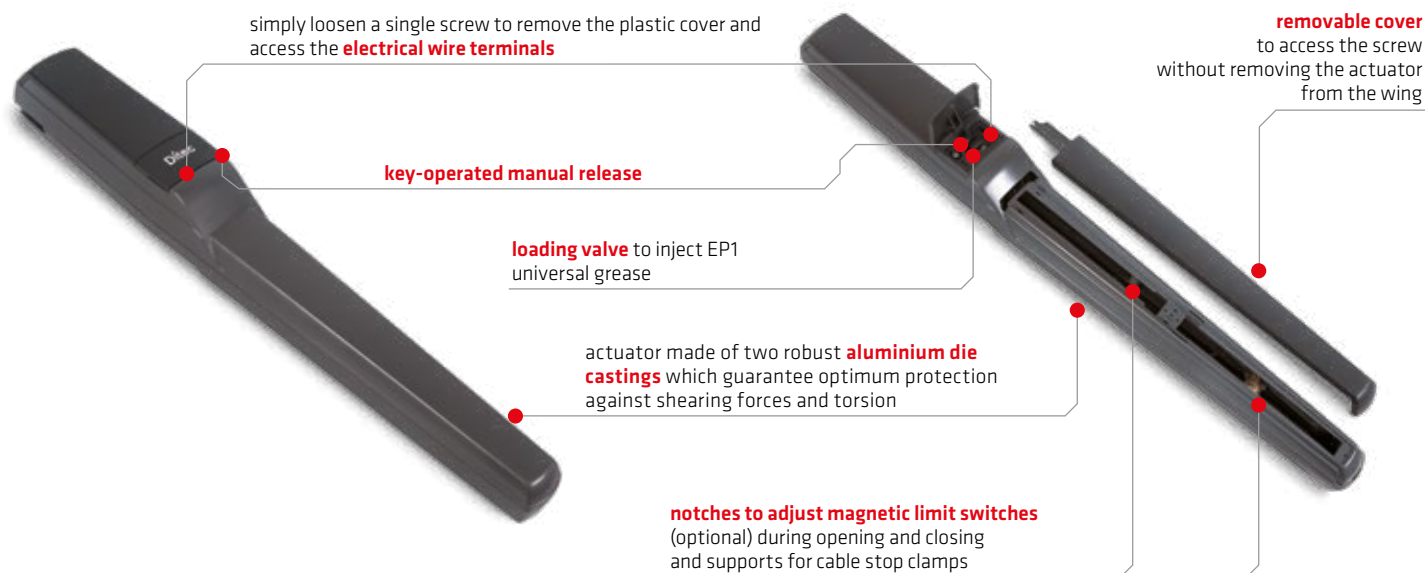 simply loosen a single screw to remove the plastic cover and
access the electrical wire terminals
removable cover
to access the screw
without removing the actuator
from the wing
Ditec
key-operated manual release
loading valve to inject EP1
universal grease
actuator made of two robust aluminium die
castings which guarantee optimum protection
against shearing forces and torsion
notches to adjust magnetic limit switches
(optional) during opening and closing
and supports for cable stop clamps